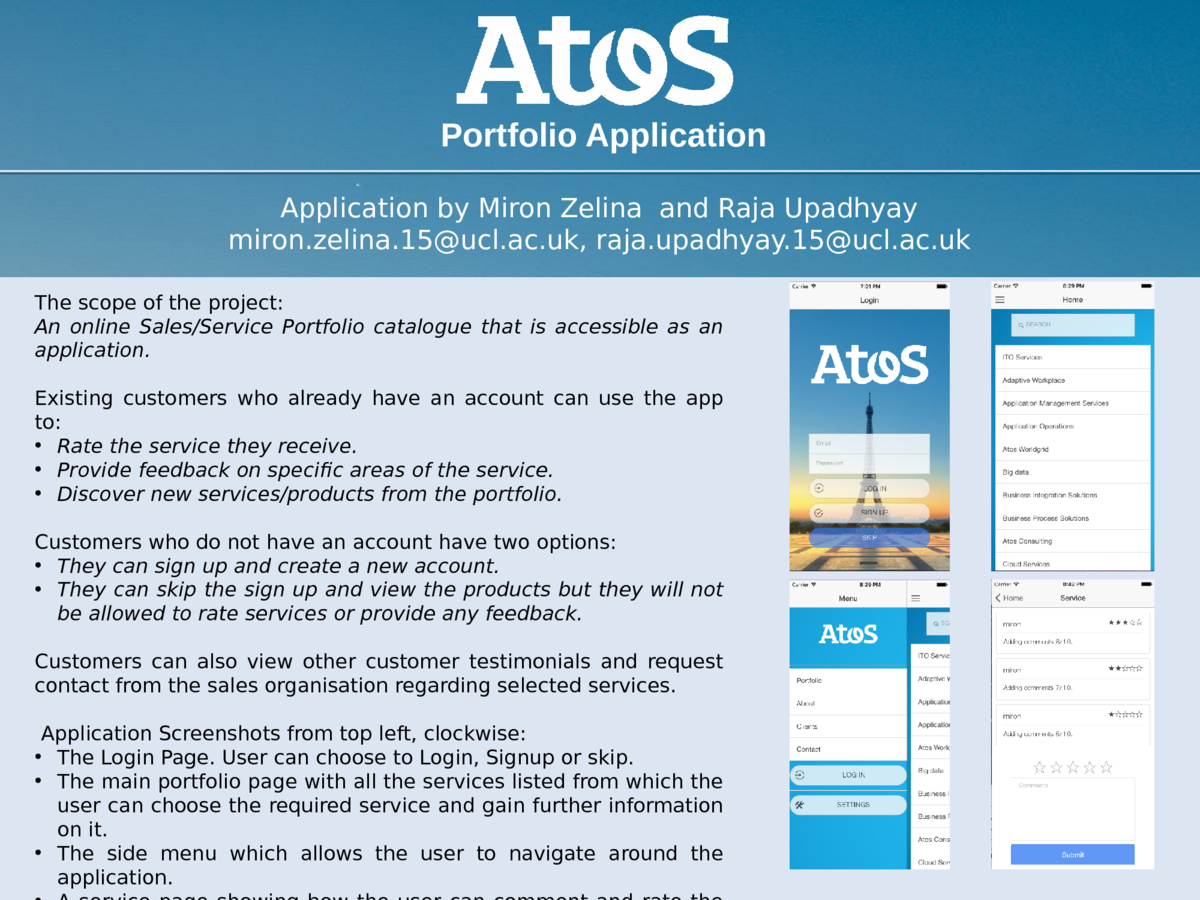 Atos
Portfolio Application
Application by Miron Zelina  and Raja Upadhyay
miron.zelina.15@ucl.ac.uk, raja.upadhyay.15@ucl.ac.uk
The scope of the project:
An online Sales/Service Portfolio catalogue that is accessible as an
application.
Existing customers who already have an account can use the app
to:
• Rate the service they receive.
• Provide feedback on specific areas of the service.
• Discover new services/products from the portfolio.
Customers who do not have an account have two options:
• They can sign up and create a new account.
• They can skip the sign up and view the products but they will not
be allowed to rate services or provide any feedback.
Customers can also view other customer testimonials and request
contact from the sales organisation regarding selected services.
Application Screenshots from top left, clockwise:
• The Login Page. User can choose to Login, Signup or skip.
• The main portfolio page with all the services listed from which the
user can choose the required service and gain further information
on it.
• The side menu which allows the user to navigate around the
application.
• A service page showing how the user can comment and rate the
Carrier 7:01 PM
Login
Atos
Email
Password
LOG IN
SIGN UP
SKIP
Carrier 8:29 PM
Home
SEARCH
ITO Services
Adaptive Workplace
Application Management Services
Application Operations
Atos Worldgrid
Big data
Business Integration Solutions
Business Process Solutions
Atos Consulting
Cloud Services
Carrier 8:29 PM
Menu
Atos
Portfolio
About
Clients
Contact
LOG IN
SETTINGS
ITO Servic
Adaptive
Application
Application
Atos Work
Big data
Business
Business
Atos Cons
Cloud Ser
Carrier 8:42 PM
Home Service
miron ★★★☆☆
Adding comments 8/10.
miron ★★☆☆☆
Adding comments 7/10.
miron ★☆☆☆☆
Adding comments 6/10.
☆☆☆☆☆
Comments
Submit